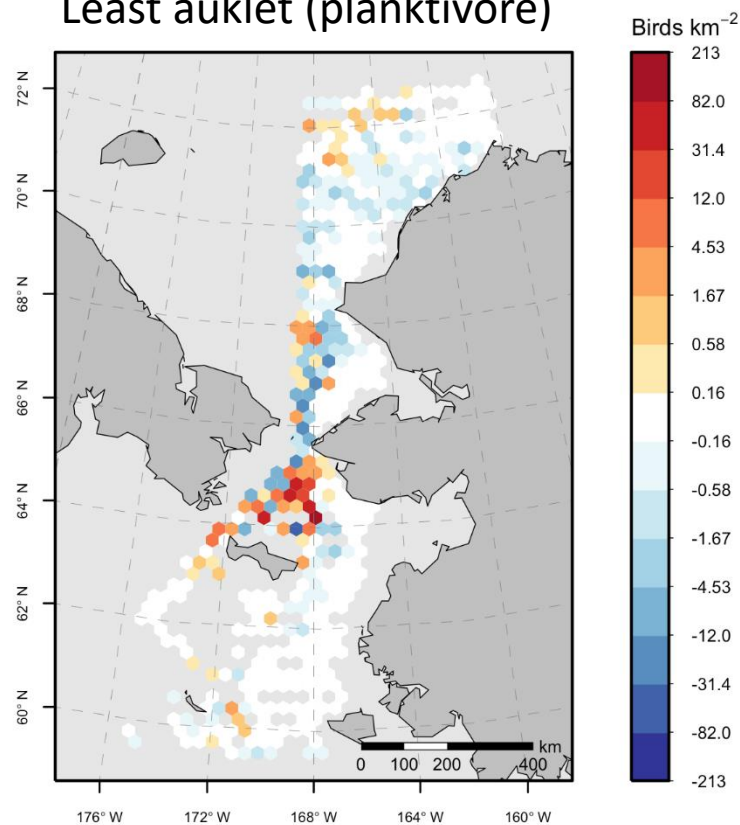 Least auklet (planktivore)
Birds km⁻²
213
82.0
31.4
12.0
4.53
1.67
0.58
0.16
-0.16
-0.58
-1.67
-4.53
-12.0
-31.4
-82.0
-213
72° N
70° N
68° N
66° N
64° N
62° N
60° N
km
0 100 200 400
176° W 172° W 168° W 164° W 160° W